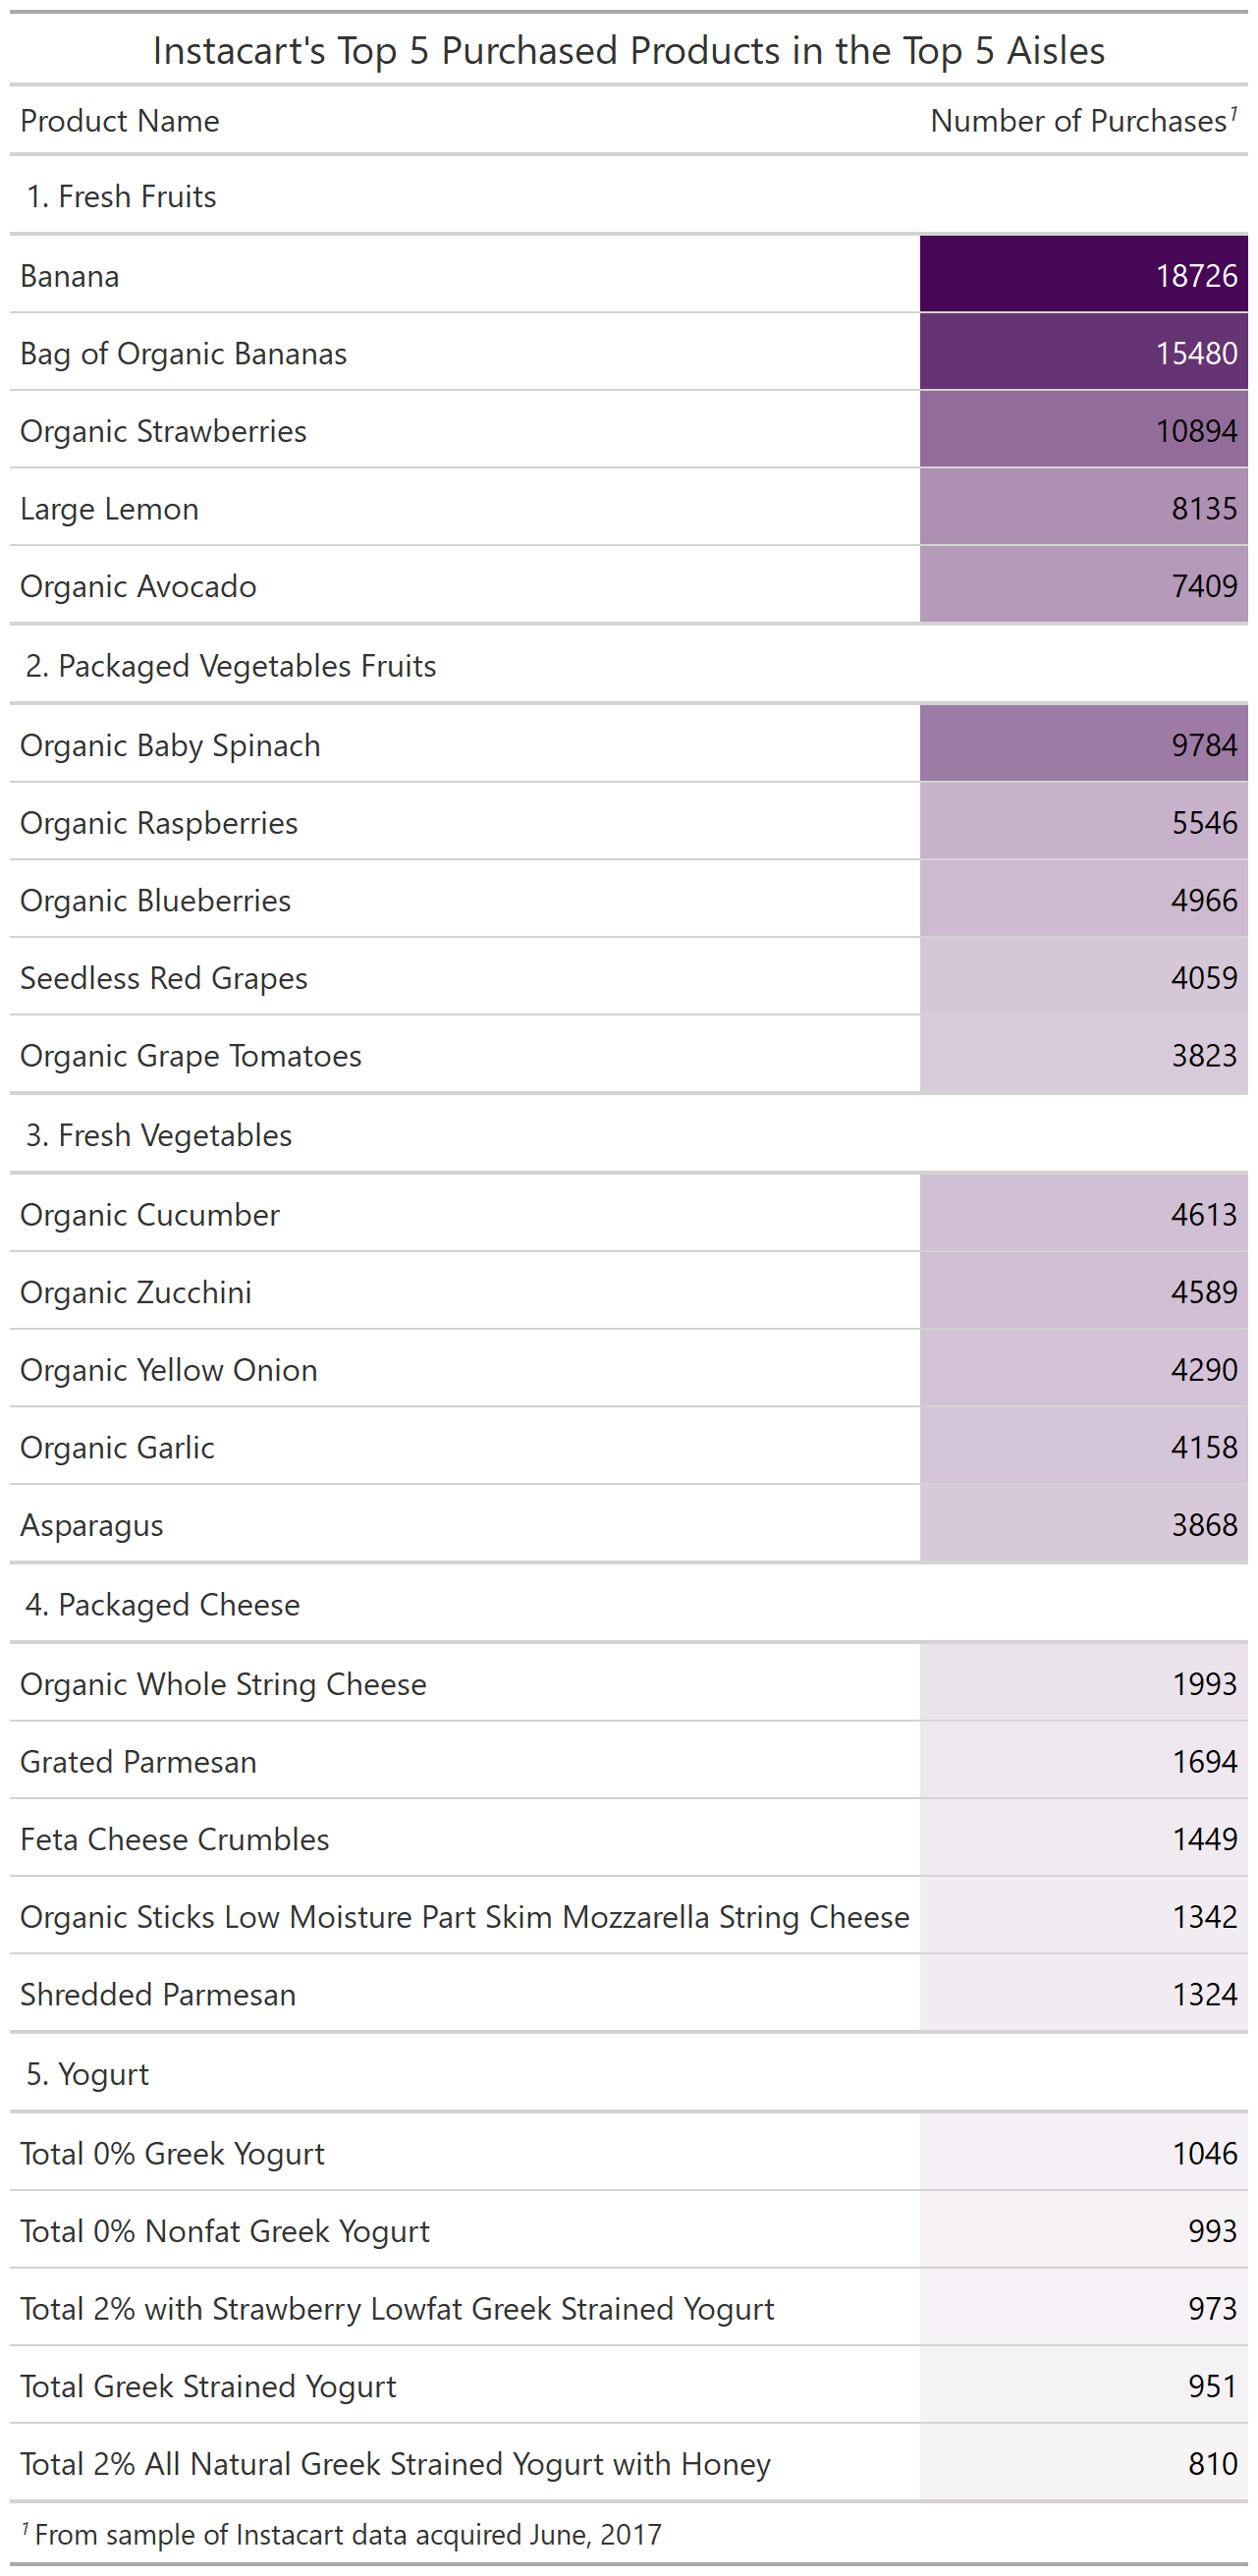 Instacart's Top 5 Purchased Products in the Top 5 Aisles
Product Name Number of Purchases¹
1. Fresh Fruits
Banana 18726
Bag of Organic Bananas 15480
Organic Strawberries 10894
Large Lemon 8135
Organic Avocado 7409
2. Packaged Vegetables Fruits
Organic Baby Spinach 9784
Organic Raspberries 5546
Organic Blueberries 4966
Seedless Red Grapes 4059
Organic Grape Tomatoes 3823
3. Fresh Vegetables
Organic Cucumber 4613
Organic Zucchini 4589
Organic Yellow Onion 4290
Organic Garlic 4158
Asparagus 3868
4. Packaged Cheese
Organic Whole String Cheese 1993
Grated Parmesan 1694
Feta Cheese Crumbles 1449
Organic Sticks Low Moisture Part Skim Mozzarella String Cheese 1342
Shredded Parmesan 1324
5. Yogurt
Total 0% Greek Yogurt 1046
Total 0% Nonfat Greek Yogurt 993
Total 2% with Strawberry Lowfat Greek Strained Yogurt 973
Total Greek Strained Yogurt 951
Total 2% All Natural Greek Strained Yogurt with Honey 810
¹ From sample of Instacart data acquired June, 2017